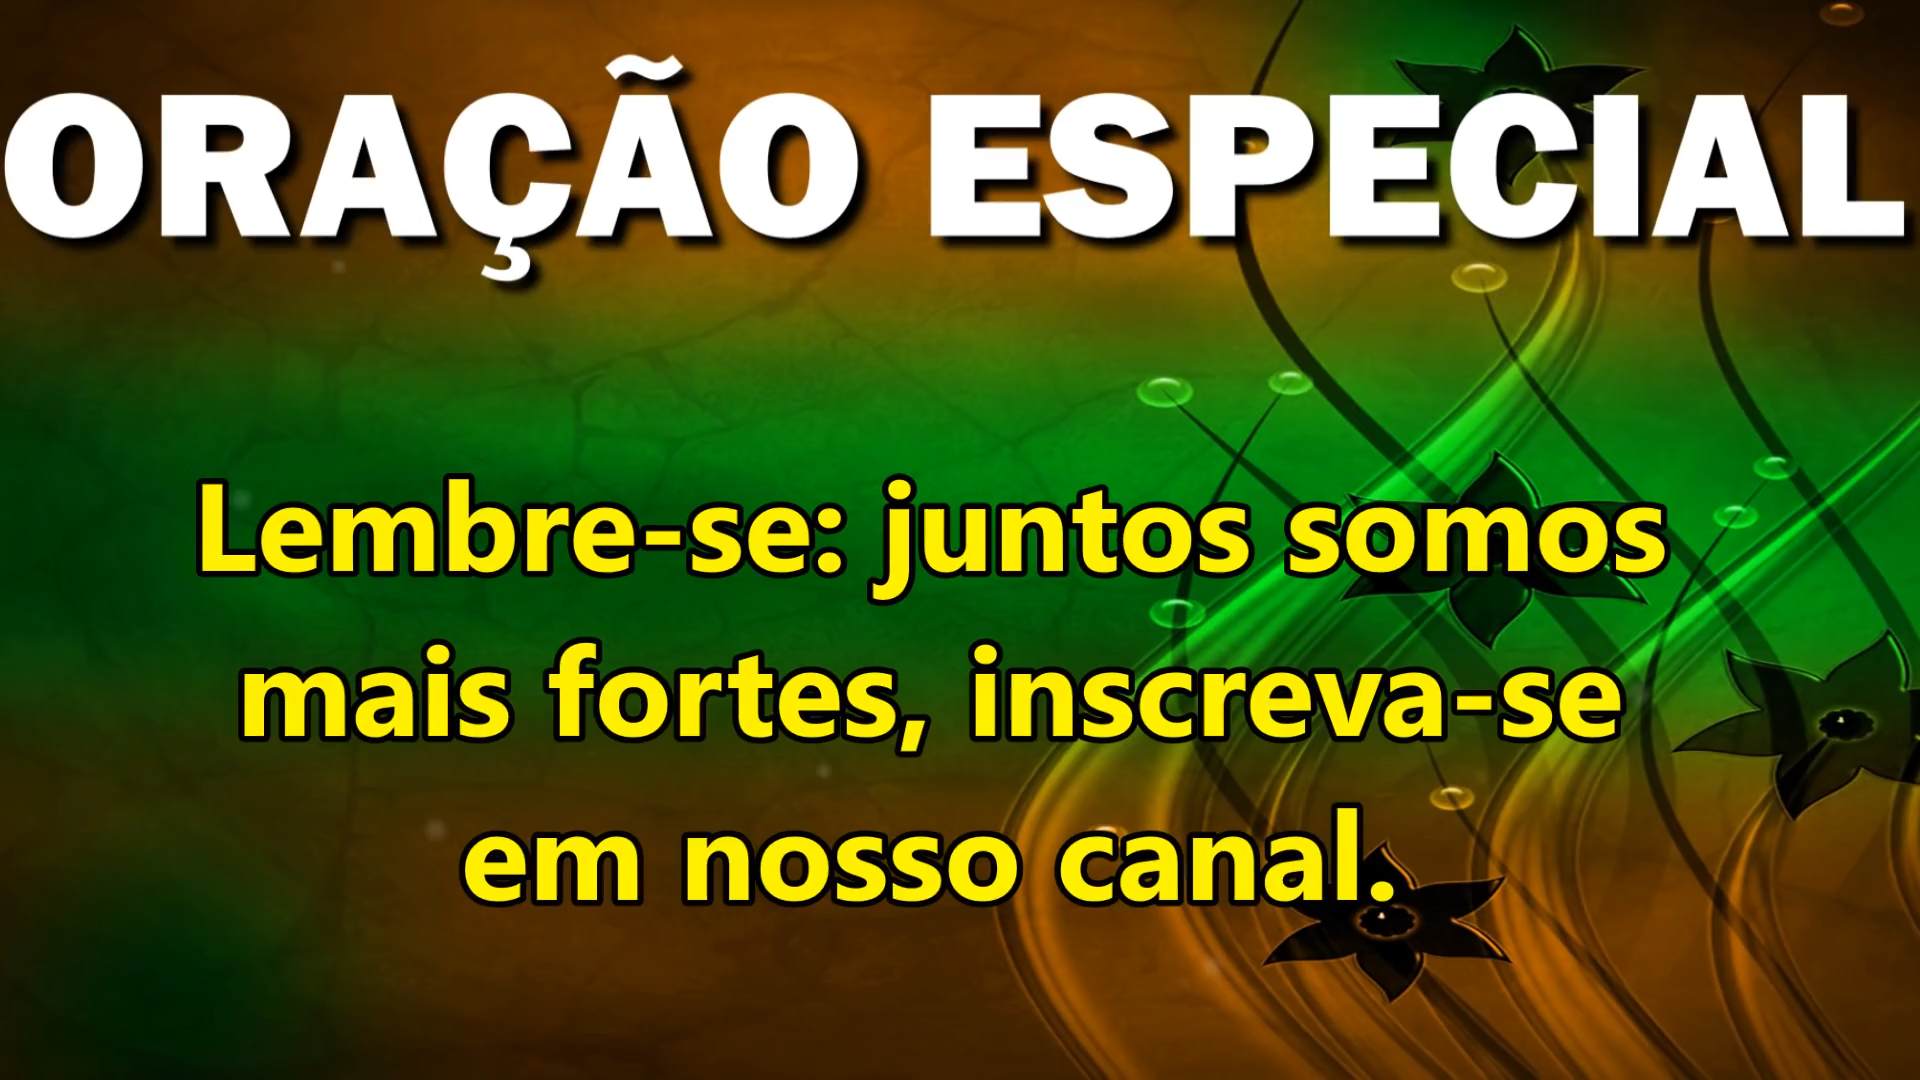 ORAÇÃO ESPECIAL
Lembre-se: juntos somos
mais fortes, inscreva-se
em nosso canal.